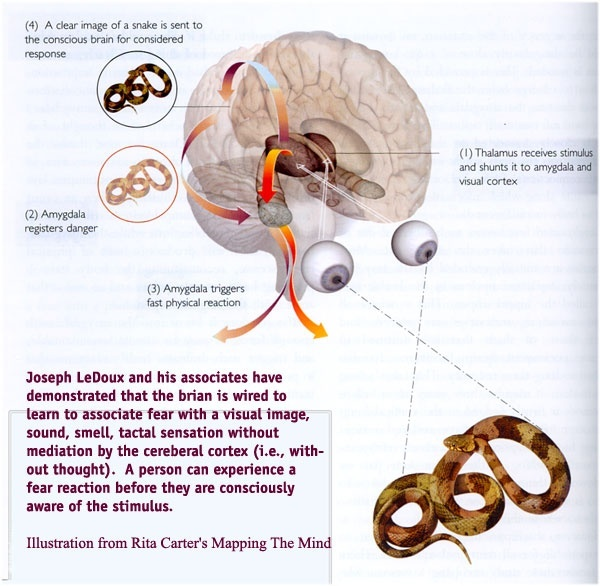 (4) A clear image of a snake is sent to
the conscious brain for considered
response
(1) Thalamus receives stimulus
and shunts it to amygdala and
visual cortex
(2) Amygdala
registers danger
(3) Amygdala triggers
fast physical reaction
Joseph LeDoux and his associates have
demonstrated that the brian is wired to
learn to associate fear with a visual image,
sound, smell, tactal sensation without
mediation by the cereberal cortex (i.e., with-
out thought). A person can experience a
fear reaction before they are consciously
aware of the stimulus.
Illustration from Rita Carter's Mapping The Mind